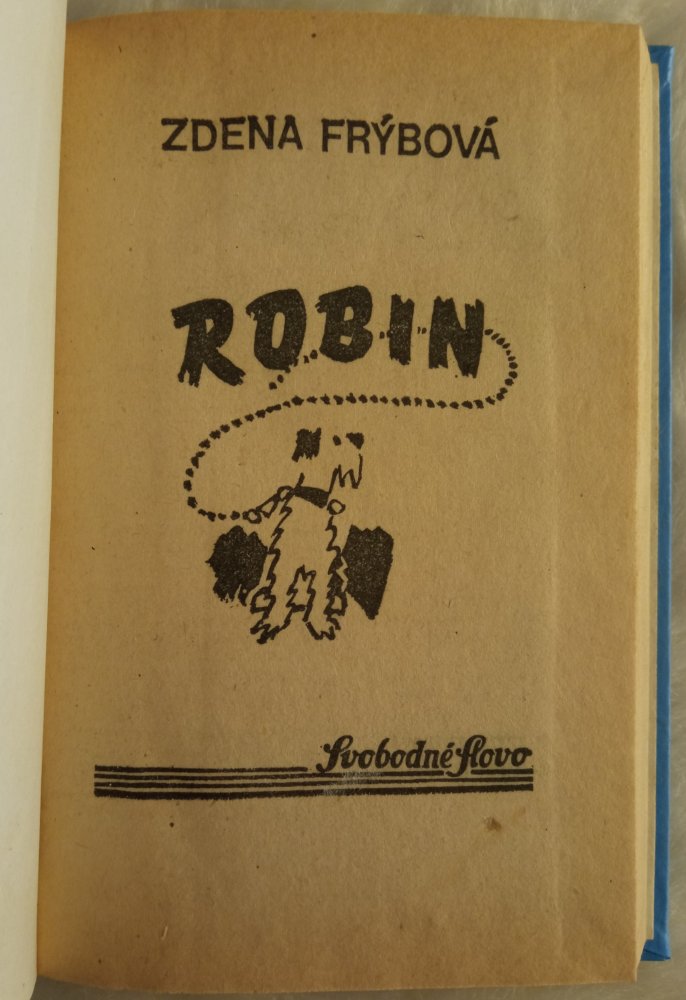 ZDENA FRÝBOVÁ
ROBIN
Svobodné slovo